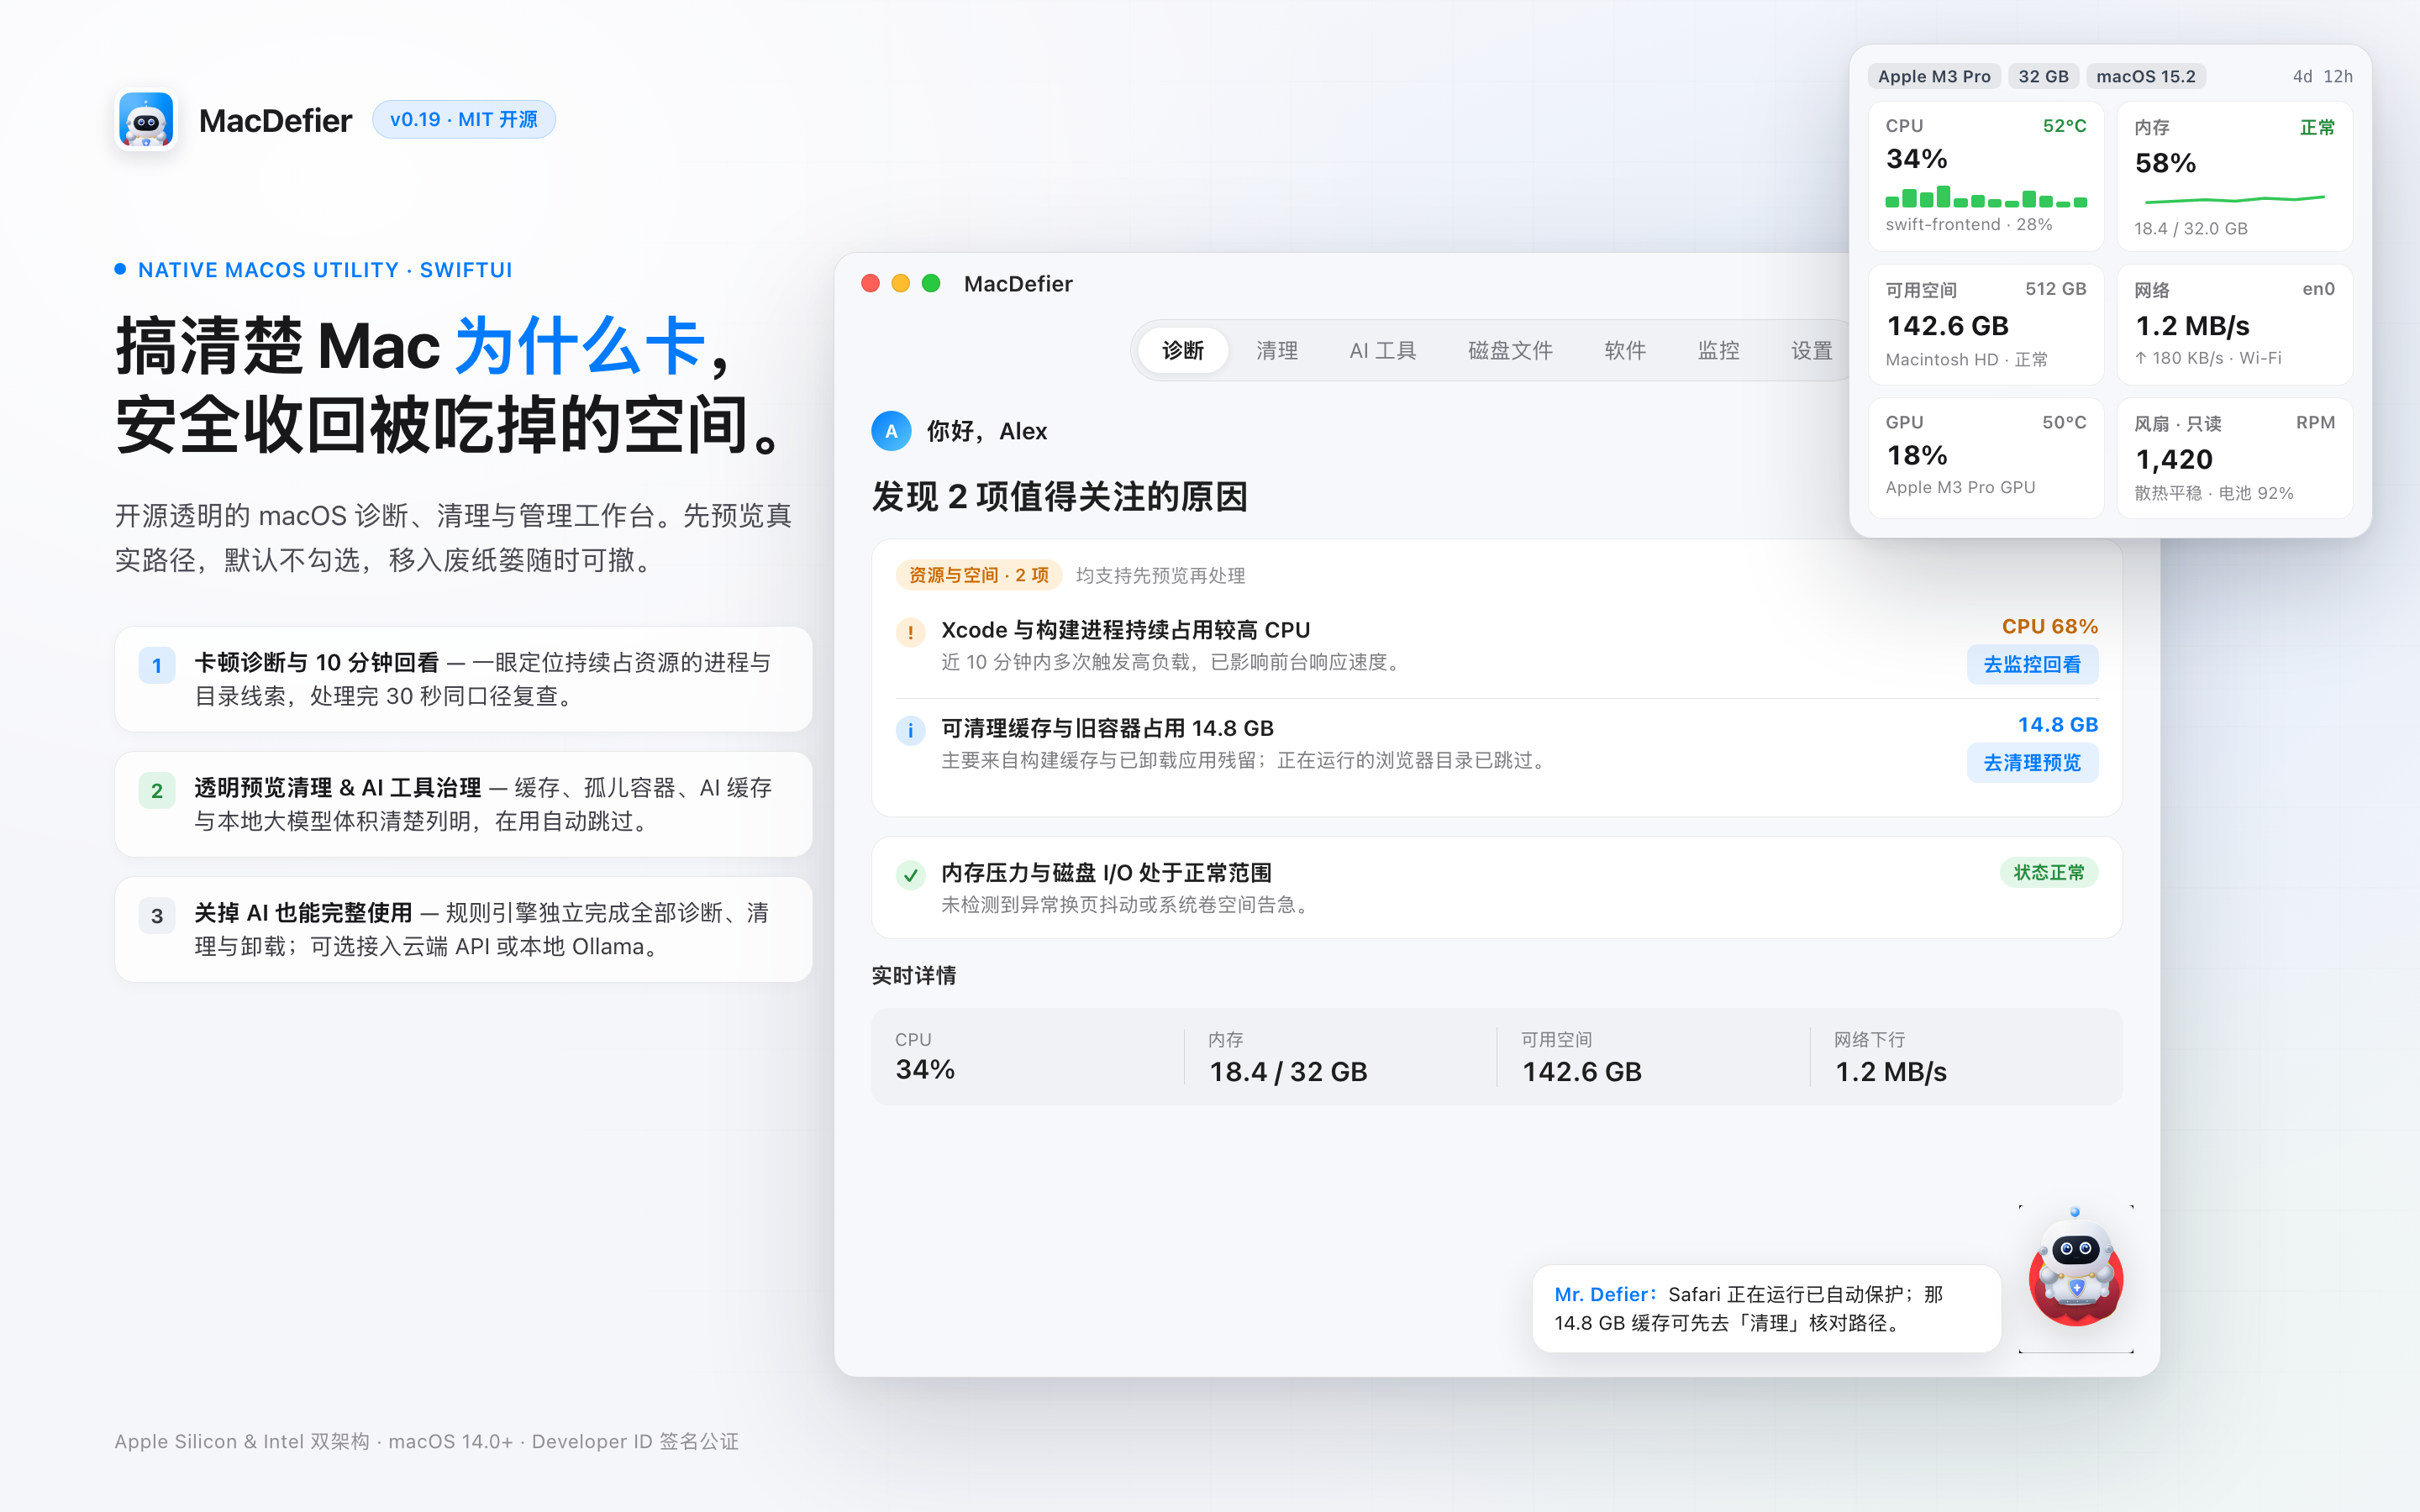 MacDefier
v0.19 · MIT 开源
NATIVE MACOS UTILITY · SWIFTUI
搞清楚 Mac 为什么卡，
安全收回被吃掉的空间。
开源透明的 macOS 诊断、清理与管理工作台。先预览真
实路径，默认不勾选，移入废纸篓随时可撤。
1
卡顿诊断与 10 分钟回看 — 一眼定位持续占资源的进程与
目录线索，处理完 30 秒同口径复查。
2
透明预览清理 & AI 工具治理 — 缓存、孤儿容器、AI 缓存
与本地大模型体积清楚列明，在用自动跳过。
3
关掉 AI 也能完整使用 — 规则引擎独立完成全部诊断、清
理与卸载；可选接入云端 API 或本地 Ollama。
Apple Silicon & Intel 双架构 · macOS 14.0+ · Developer ID 签名公证
MacDefier
诊断 清理 AI 工具 磁盘文件 软件 监控 设置
A 你好，Alex
发现 2 项值得关注的原因
资源与空间 · 2 项 均支持先预览再处理
! Xcode 与构建进程持续占用较高 CPU
CPU 68%
近 10 分钟内多次触发高负载，已影响前台响应速度。
去监控回看
i 可清理缓存与旧容器占用 14.8 GB
14.8 GB
主要来自构建缓存与已卸载应用残留；正在运行的浏览器目录已跳过。
去清理预览
内存压力与磁盘 I/O 处于正常范围
状态正常
未检测到异常换页抖动或系统卷空间告急。
实时详情
CPU
34%
内存
18.4 / 32 GB
可用空间
142.6 GB
网络下行
1.2 MB/s
Mr. Defier：Safari 正在运行已自动保护；那
14.8 GB 缓存可先去「清理」核对路径。
Apple M3 Pro 32 GB macOS 15.2 4d 12h
CPU 52°C
34%
swift-frontend · 28%
内存 正常
58%
18.4 / 32.0 GB
可用空间 512 GB
142.6 GB
Macintosh HD · 正常
网络 en0
1.2 MB/s
↑ 180 KB/s · Wi-Fi
GPU 50°C
18%
Apple M3 Pro GPU
风扇 · 只读 RPM
1,420
散热平稳 · 电池 92%